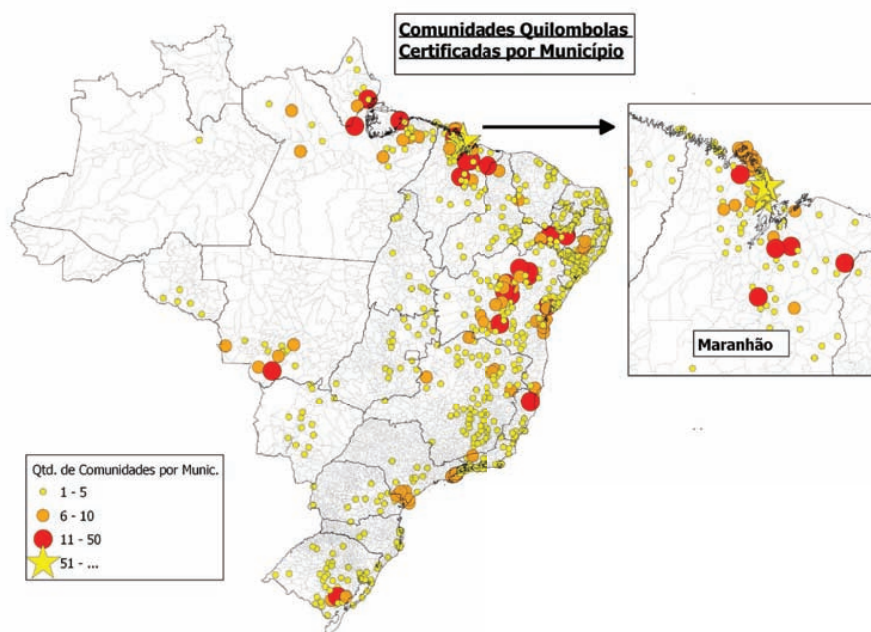 Comunidades Quilombolas
Certificadas por Município
Maranhão
Qtd. de Comunidades por Munic.
1 - 5
6 - 10
11 - 50
51 - ...